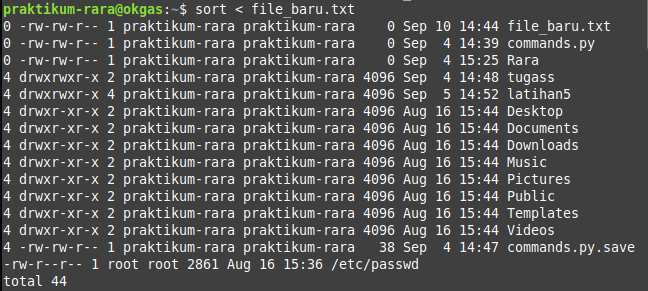 praktikum-rara@okgas:~$ sort < file_baru.txt
0 -rw-rw-r-- 1 praktikum-rara praktikum-rara    0 Sep 10 14:44 file_baru.txt
0 -rw-rw-r-- 1 praktikum-rara praktikum-rara    0 Sep  4 14:39 commands.py
0 -rw-rw-r-- 1 praktikum-rara praktikum-rara    0 Sep  4 15:25 Rara
4 drwxrwxr-x 2 praktikum-rara praktikum-rara 4096 Sep  4 14:48 tugass
4 drwxrwxr-x 4 praktikum-rara praktikum-rara 4096 Sep  5 14:52 latihan5
4 drwxr-xr-x 2 praktikum-rara praktikum-rara 4096 Aug 16 15:44 Desktop
4 drwxr-xr-x 2 praktikum-rara praktikum-rara 4096 Aug 16 15:44 Documents
4 drwxr-xr-x 2 praktikum-rara praktikum-rara 4096 Aug 16 15:44 Downloads
4 drwxr-xr-x 2 praktikum-rara praktikum-rara 4096 Aug 16 15:44 Music
4 drwxr-xr-x 2 praktikum-rara praktikum-rara 4096 Aug 16 15:44 Pictures
4 drwxr-xr-x 2 praktikum-rara praktikum-rara 4096 Aug 16 15:44 Public
4 drwxr-xr-x 2 praktikum-rara praktikum-rara 4096 Aug 16 15:44 Templates
4 drwxr-xr-x 2 praktikum-rara praktikum-rara 4096 Aug 16 15:44 Videos
4 -rw-rw-r-- 1 praktikum-rara praktikum-rara   38 Sep  4 14:47 commands.py.save
-rw-r--r-- 1 root root 2861 Aug 16 15:36 /etc/passwd
total 44